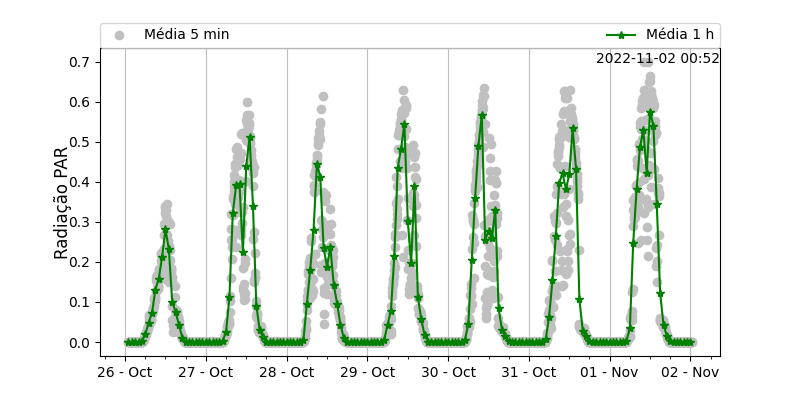 Média 5 min
Média 1 h
2022-11-02 00:52
Radiação PAR
0.7
0.6
0.5
0.4
0.3
0.2
0.1
0.0
26 - Oct
27 - Oct
28 - Oct
29 - Oct
30 - Oct
31 - Oct
01 - Nov
02 - Nov